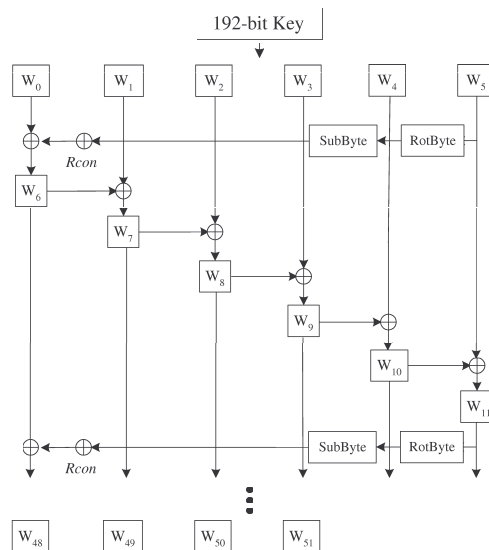 192-bit Key
W0 W1 W2 W3 W4 W5
SubByte RotByte
Rcon
W6
W7
W8
W9
W10
W11
SubByte RotByte
Rcon
W48 W49 W50 W51